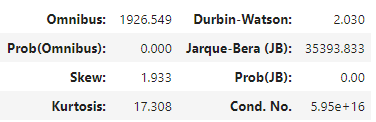 Omnibus: 1926.549 Durbin-Watson: 2.030
Prob(Omnibus): 0.000 Jarque-Bera (JB): 35393.833
Skew: 1.933 Prob(JB): 0.00
Kurtosis: 17.308 Cond. No. 5.95e+16